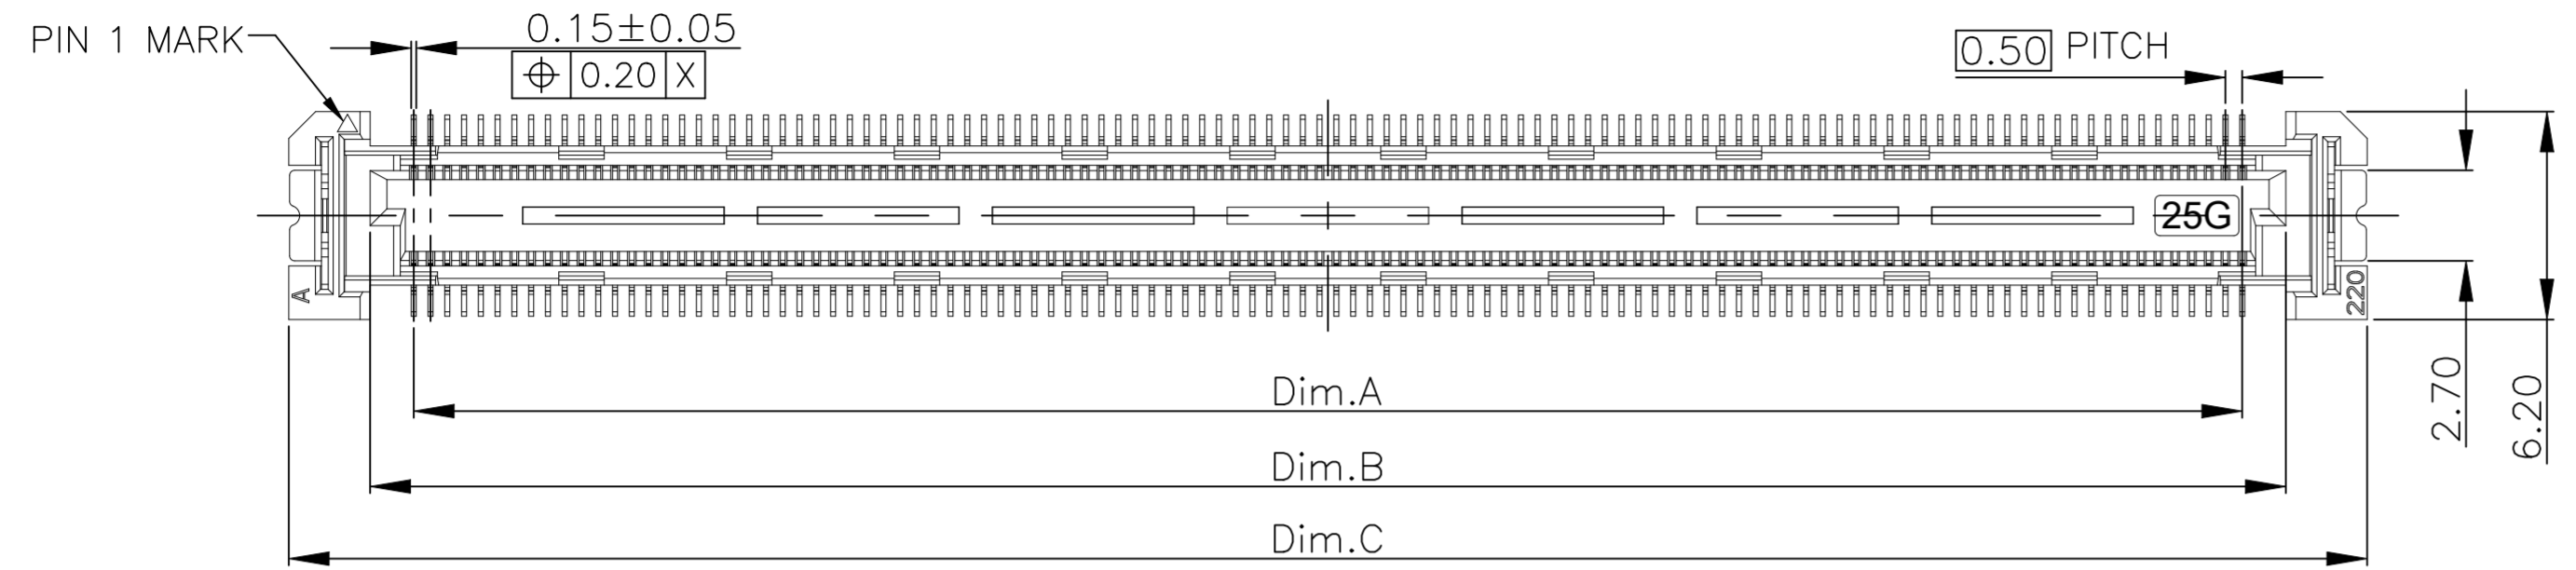 PIN 1 MARK
0.15±0.05
⌖ 0.20 X
0.50 PITCH
25G
A
220
2.70
6.20
Dim.A
Dim.B
Dim.C